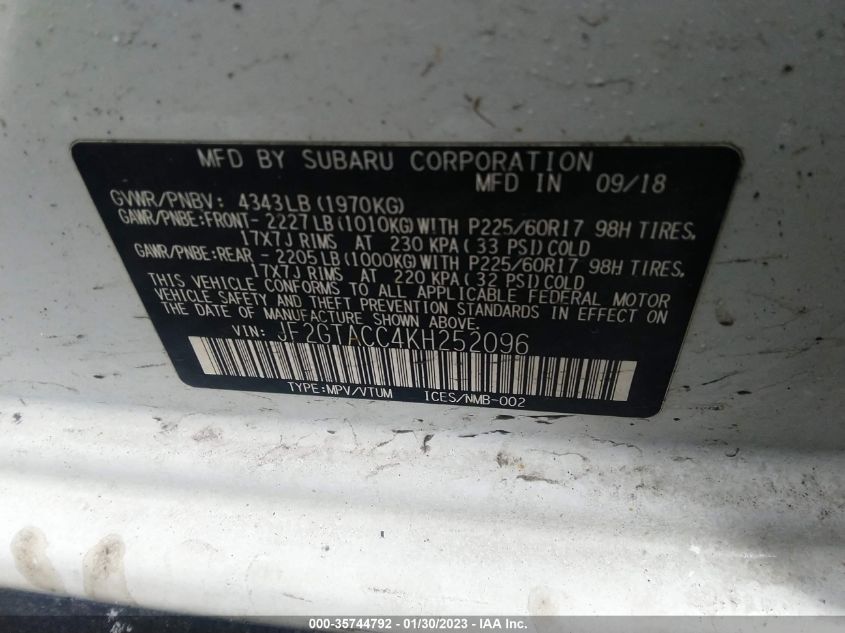 MFD BY SUBARU CORPORATION
MFD IN 09/18
GVWR/PNBV: 4343LB (1970KG)
GAWR/PNBE:FRONT- 2227LB(1010KG)WITH P225/60R17 98H TIRES,
17X7J RIMS AT 230 KPA( 33 PSI)COLD
GAWR/PNBE:REAR - 2205LB(1000KG)WITH P225/60R17 98H TIRES,
17X7J RIMS AT 220 KPA( 32 PSI)COLD
THIS VEHICLE CONFORMS TO ALL APPLICABLE FEDERAL MOTOR
VEHICLE SAFETY AND THEFT PREVENTION STANDARDS IN EFFECT ON
THE DATE OF MANUFACTURE SHOWN ABOVE.
VIN: JF2GTACC4KH252096
TYPE:MPV/VTUM ICES/NMB-002
000-35744792 - 01/30/2023 - IAA Inc.